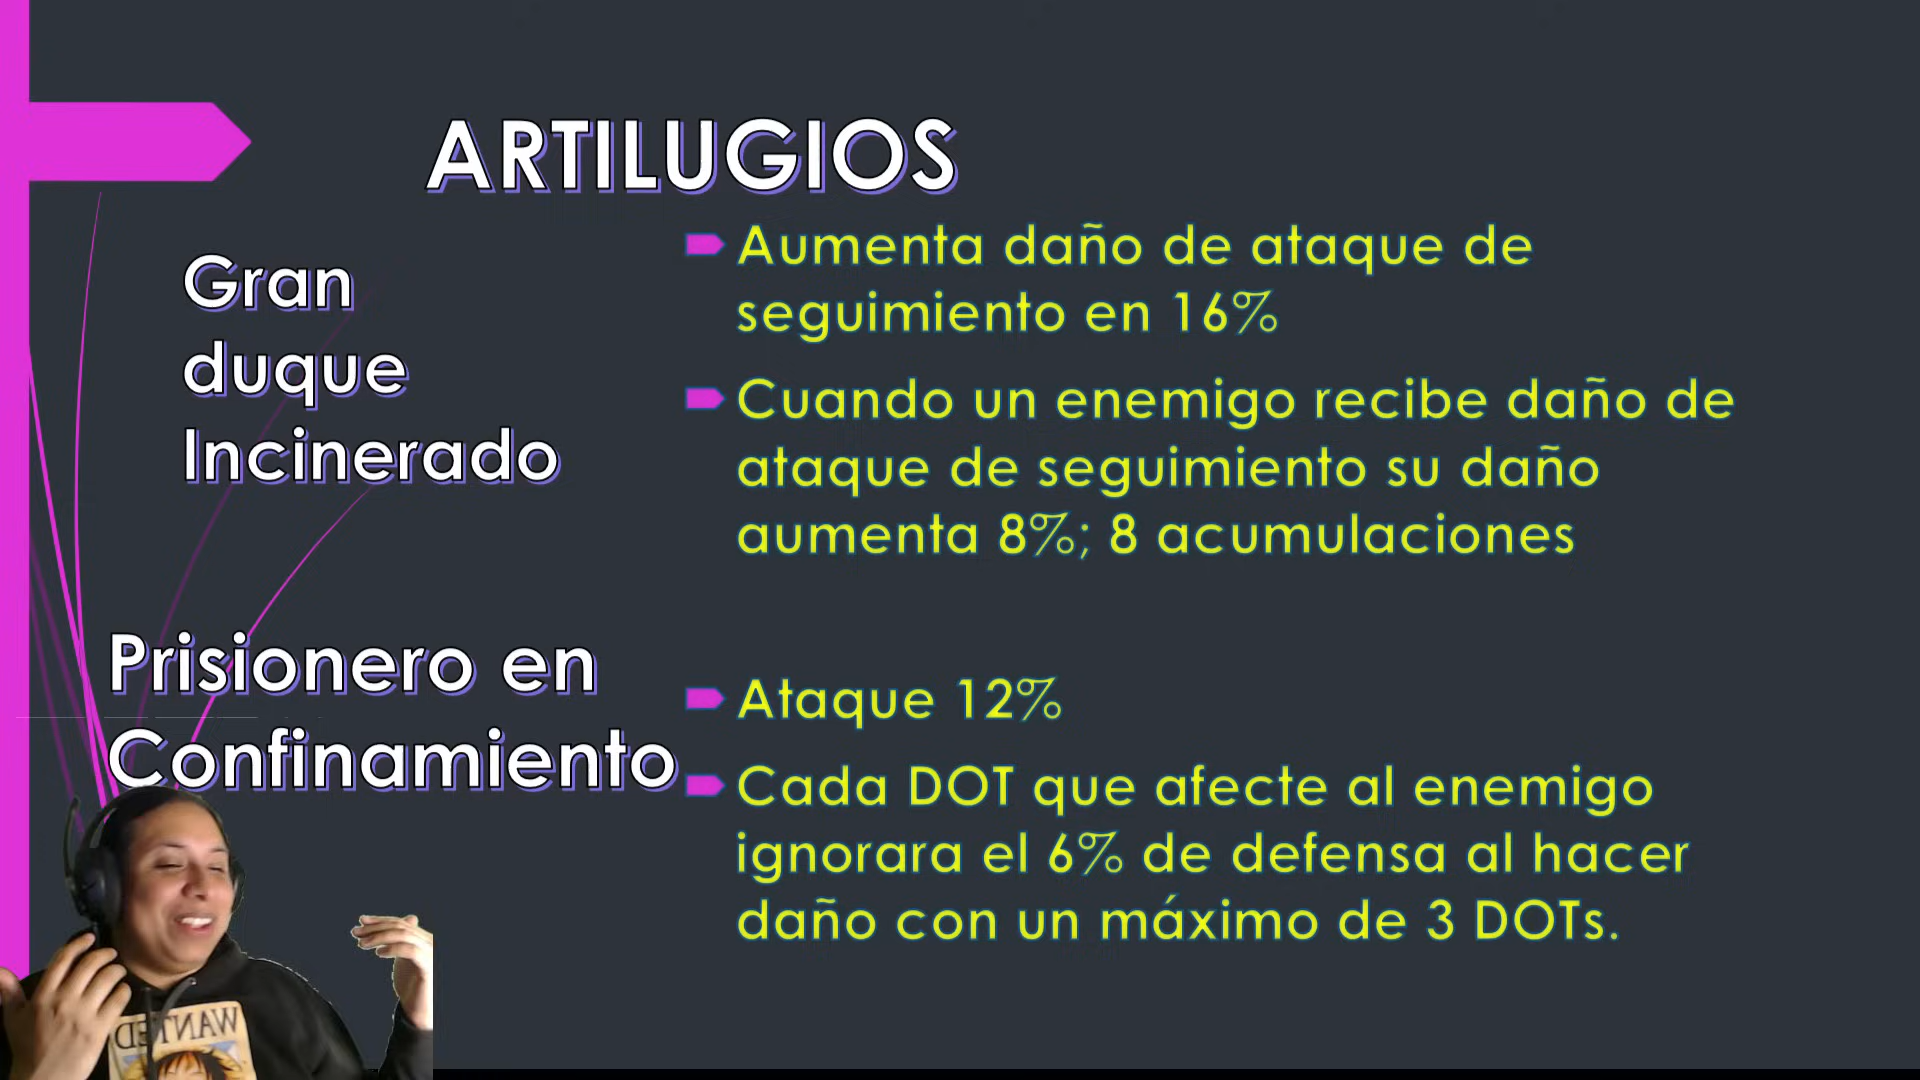 ARTILUGIOS
Gran
duque
Incinerado
Aumenta daño de ataque de
seguimiento en 16%
Cuando un enemigo recibe daño de
ataque de seguimiento su daño
aumenta 8%; 8 acumulaciones
Prisionero en
Confinamiento
Ataque 12%
Cada DOT que afecte al enemigo
ignorara el 6% de defensa al hacer
daño con un máximo de 3 DOTs.
WANTED